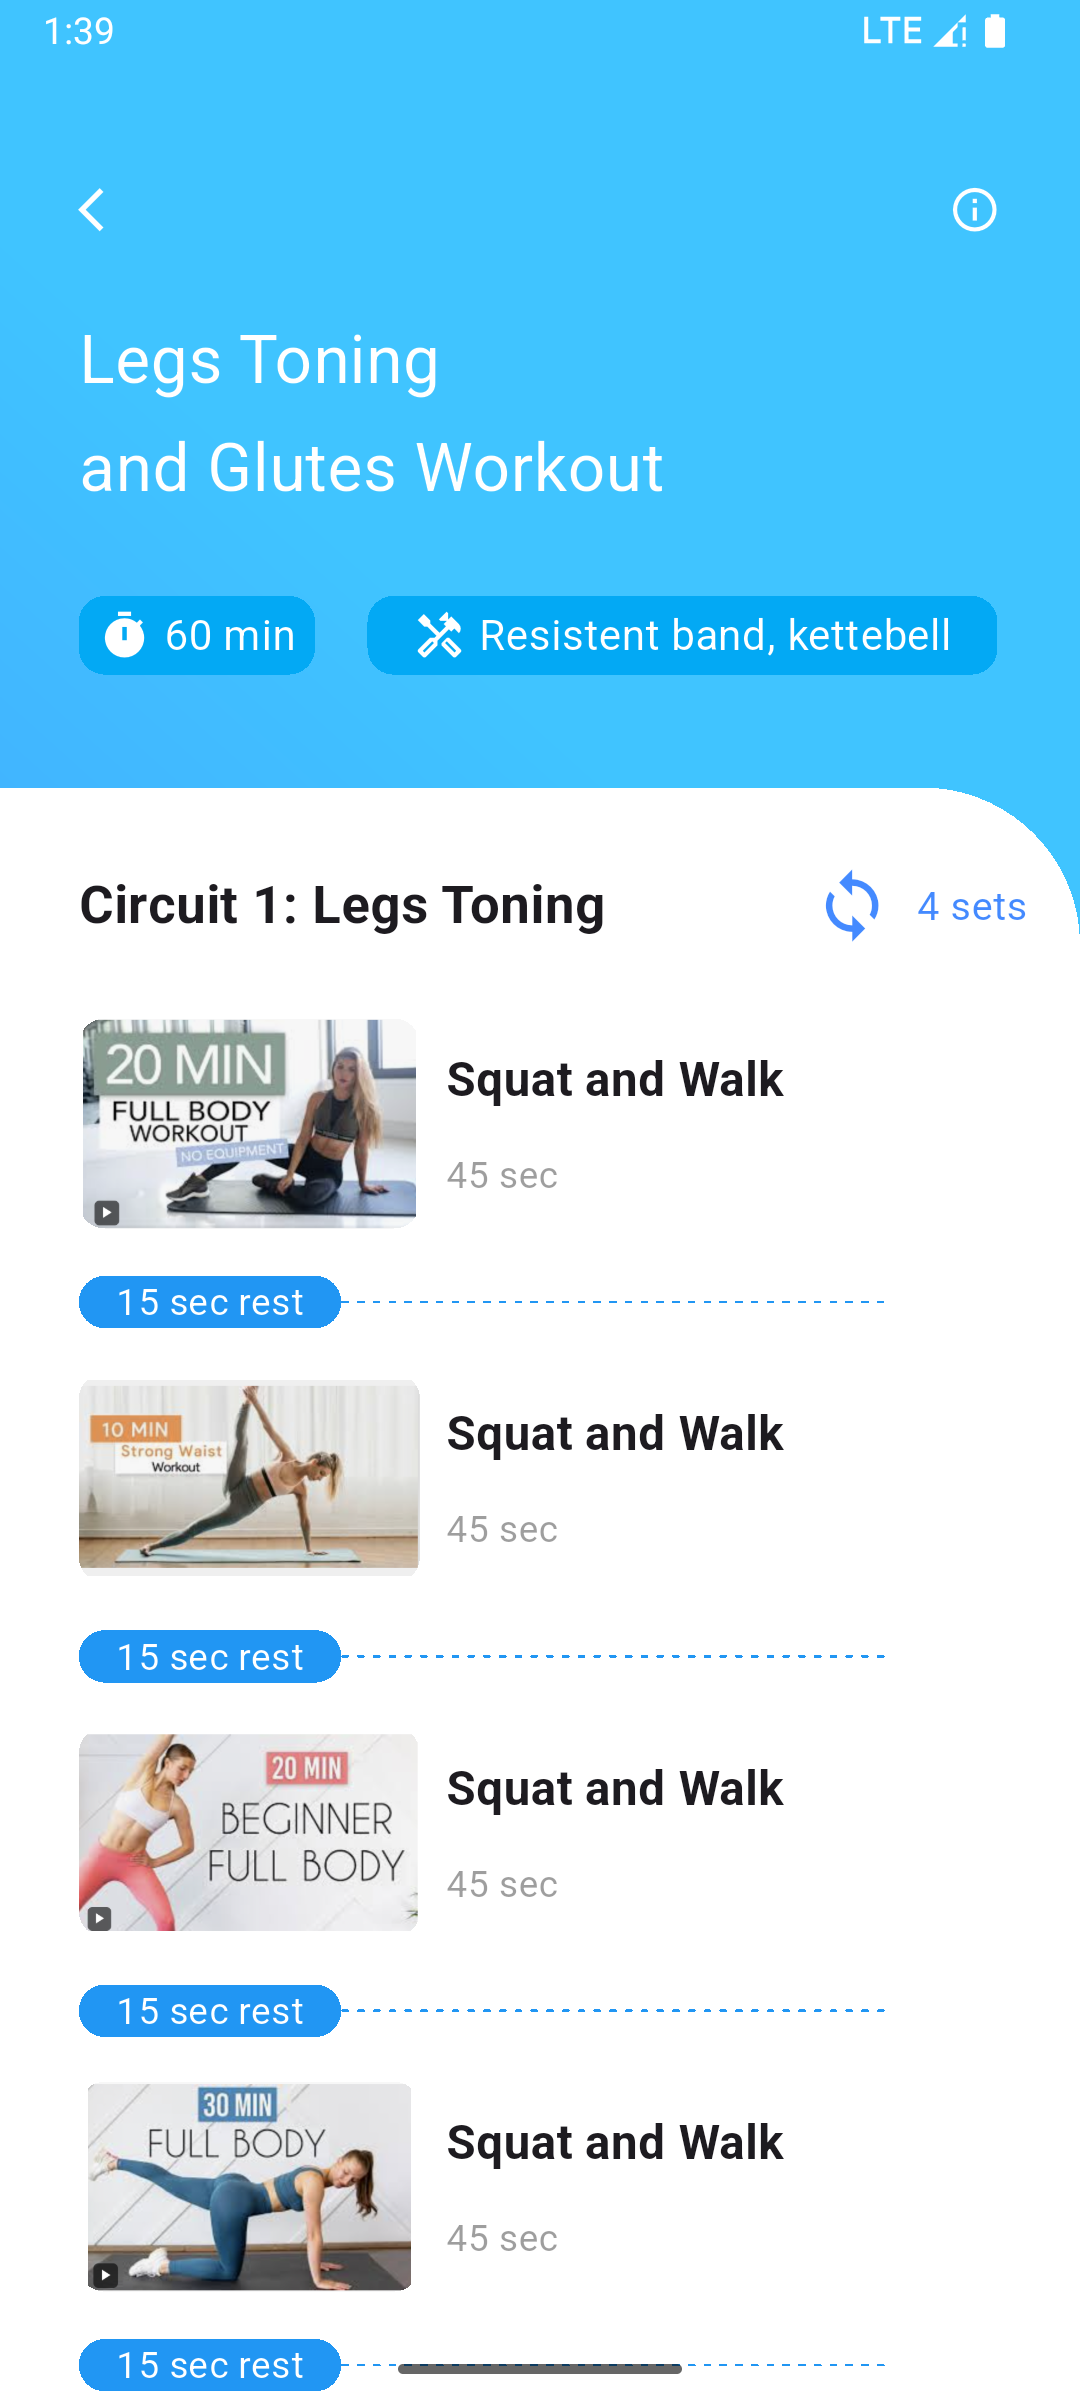 1:39
LTE
Legs Toning
and Glutes Workout
60 min
Resistent band, kettebell
Circuit 1: Legs Toning
4 sets
20 MIN
FULL BODY
WORKOUT
NO EQUIPMENT
Squat and Walk
45 sec
15 sec rest
10 MIN
Strong Waist
Workout
Squat and Walk
45 sec
15 sec rest
20 MIN
BEGINNER
FULL BODY
Squat and Walk
45 sec
15 sec rest
30 MIN
FULL BODY
Squat and Walk
45 sec
15 sec rest